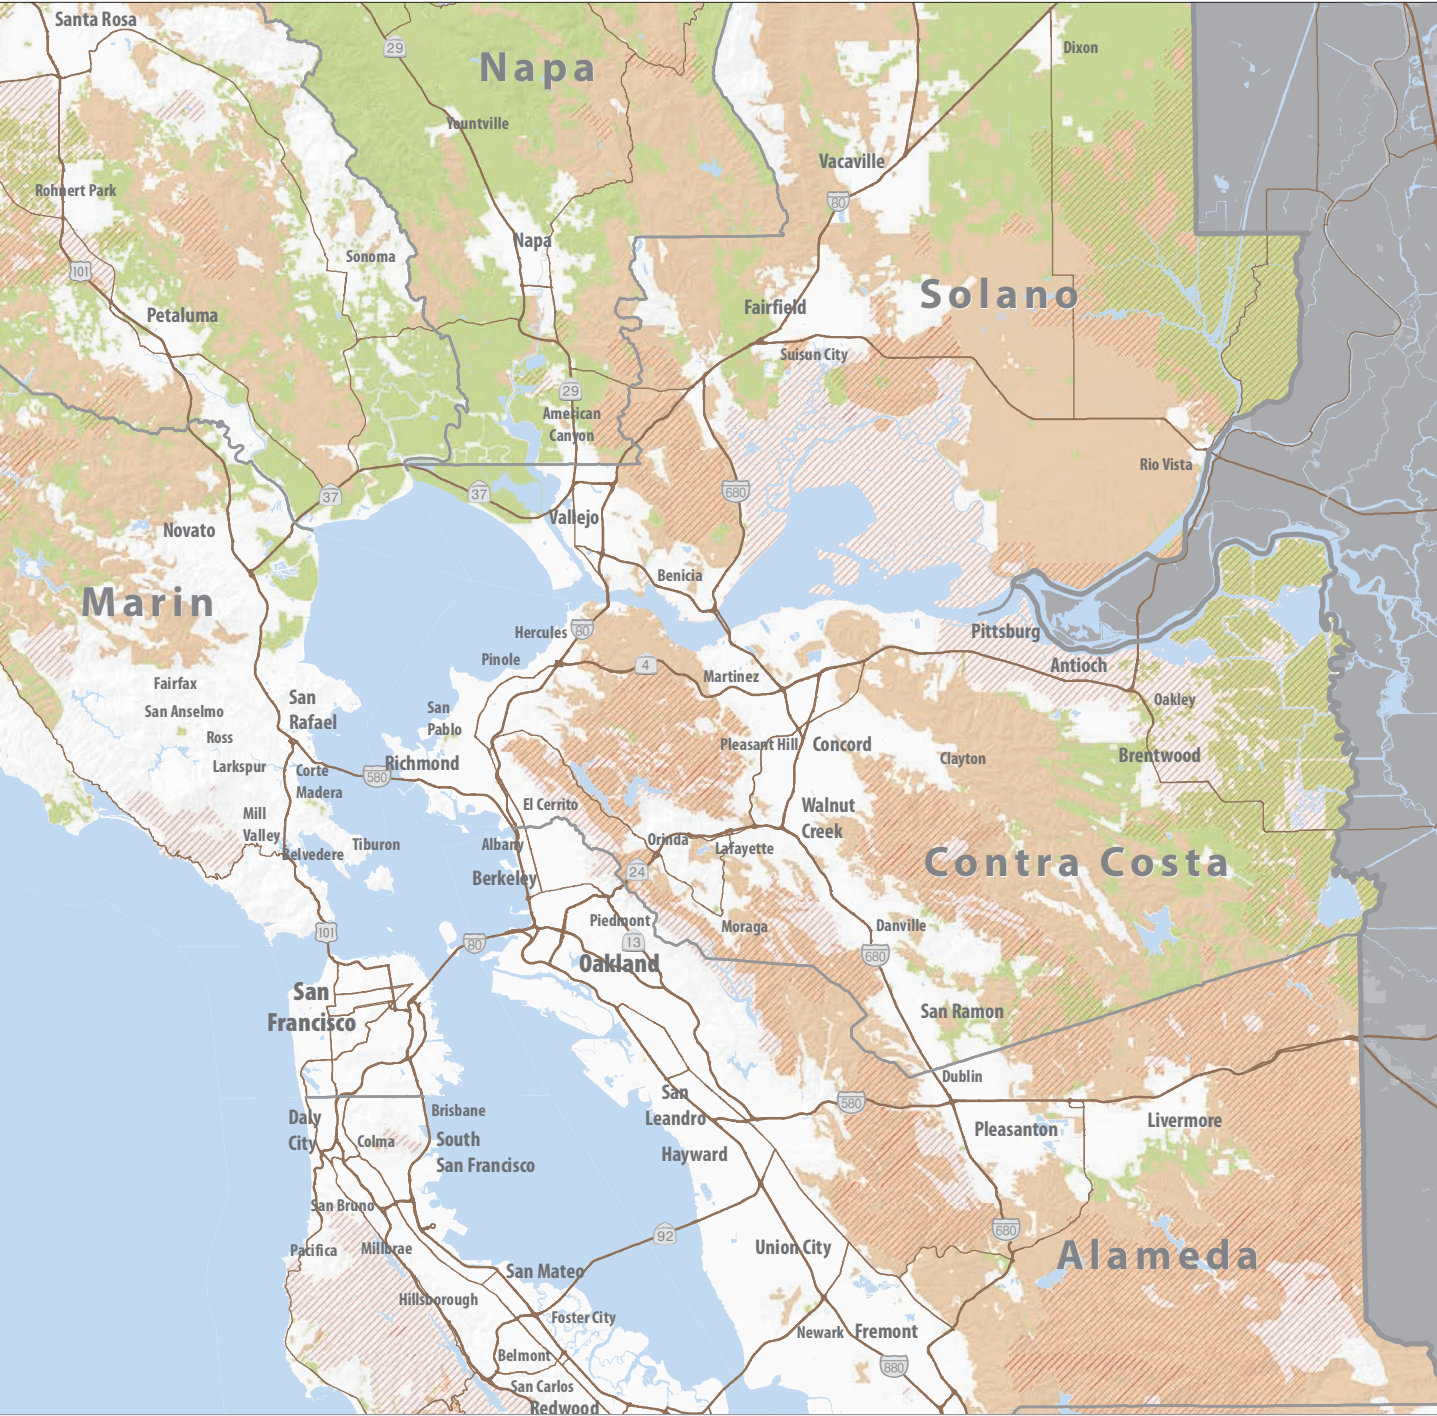 Santa Rosa
29
Napa
Dixon
Yountville
Vacaville
Rohnert Park
80
Napa
Sonoma
101
Solano
Petaluma
Fairfield
Suisun City
29
American
Canyon
Rio Vista
37
37
680
Vallejo
Novato
Benicia
Marin
Hercules
80
Pittsburg
Pinole
4
Martinez
Antioch
Fairfax
San Anselmo
San
Rafael
Oakley
San
Pablo
Ross
Pleasant Hill
Concord
Clayton
Brentwood
Larkspur
Corte
Madera
580
Richmond
El Cerrito
Walnut
Creek
Mill
Valley
Belvedere
Tiburon
Albany
Orinda
Lafayette
Contra Costa
Berkeley
24
Piedmont
Moraga
Danville
101
80
13
Oakland
680
San
Francisco
San Ramon
Dublin
San
Leandro
580
Daly
City
Brisbane
Colma
South
San Francisco
Pleasanton
Livermore
Hayward
San Bruno
680
92
Pacifica
Millbrae
Union City
Alameda
San Mateo
Hillsborough
Foster City
Newark
Fremont
Belmont
880
San Carlos
Redwood